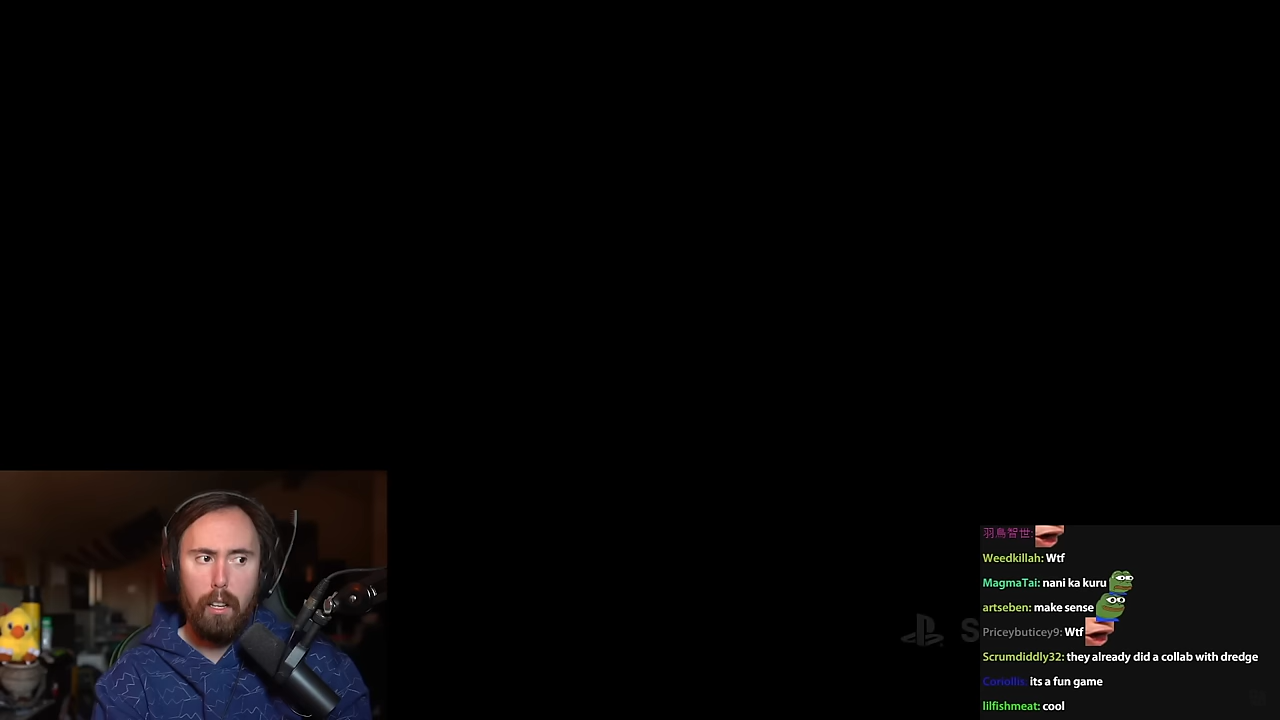 羽鳥智世:
Weedkillah: Wtf
MagmaTai: nani ka kuru
artseben: make sense
Priceybuticey9: Wtf
S
Scrumdiddly32: they already did a collab with dredge
Coriollis: its a fun game
lilfishmeat: cool